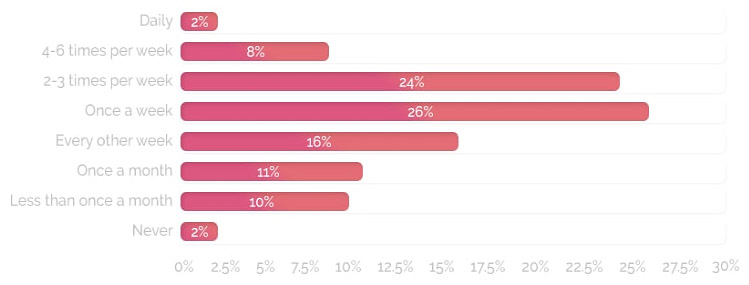 Daily 2%
4-6 times per week 8%
2-3 times per week 24%
Once a week 26%
Every other week 16%
Once a month 11%
Less than once a month 10%
Never 2%
0% 2.5% 5% 7.5% 10% 12.5% 15% 17.5% 20% 22.5% 25% 27.5% 30%